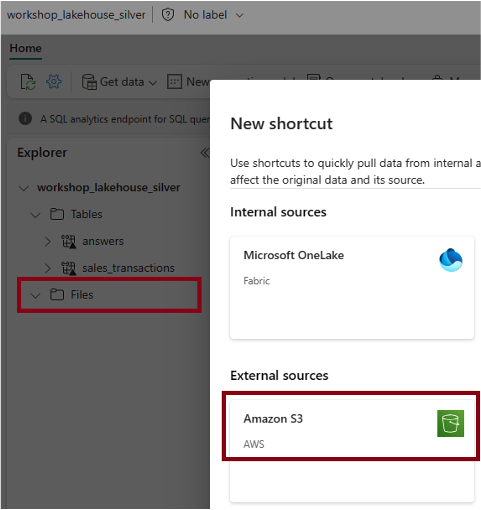 workshop_lakehouse_silver No label
Home
Get data New
A SQL analytics endpoint for SQL quer
Explorer
workshop_lakehouse_silver
Tables
answers
sales_transactions
Files
New shortcut
Use shortcuts to quickly pull data from internal a
affect the original data and its source.
Internal sources
Microsoft OneLake
Fabric
External sources
Amazon S3
AWS